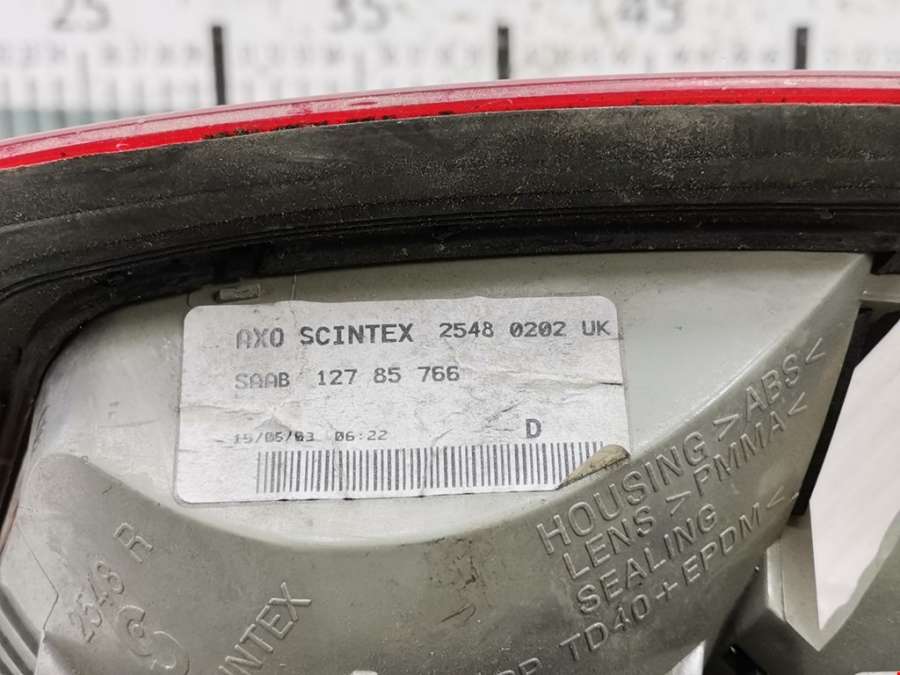 25
35
45
AXO SCINTEX 2548 0202 UK
SAAB 127 85 766
15/05/03 06:22
D
HOUSING >ABS<
LENS >PMMA<
SEALING
TD40+EPDM<
2548 R